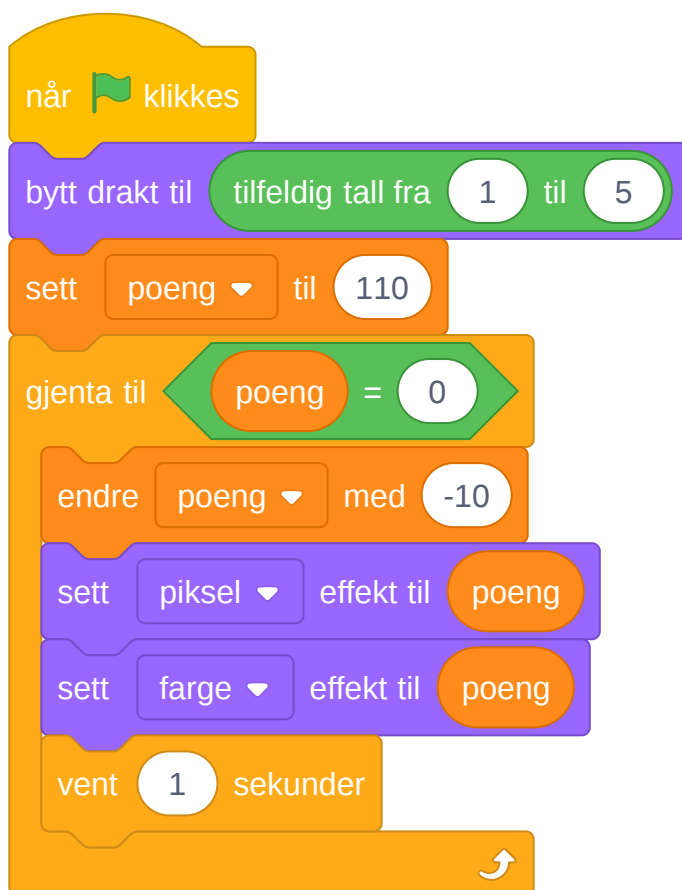 når klikkes
bytt drakt til tilfeldig tall fra 1 til 5
sett poeng til 110
gjenta til poeng = 0
endre poeng med -10
sett piksel effekt til poeng
sett farge effekt til poeng
vent 1 sekunder